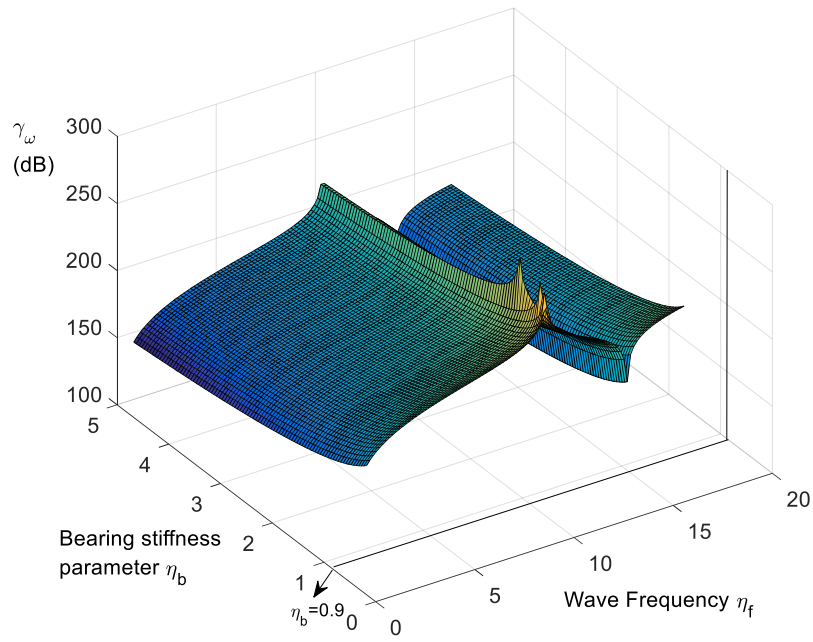 γω
(dB)
300
250
200
150
100
5
4
3
2
1
0
Bearing stiffness
parameter ηb
ηb=0.9
0
5
10
15
20
Wave Frequency ηf